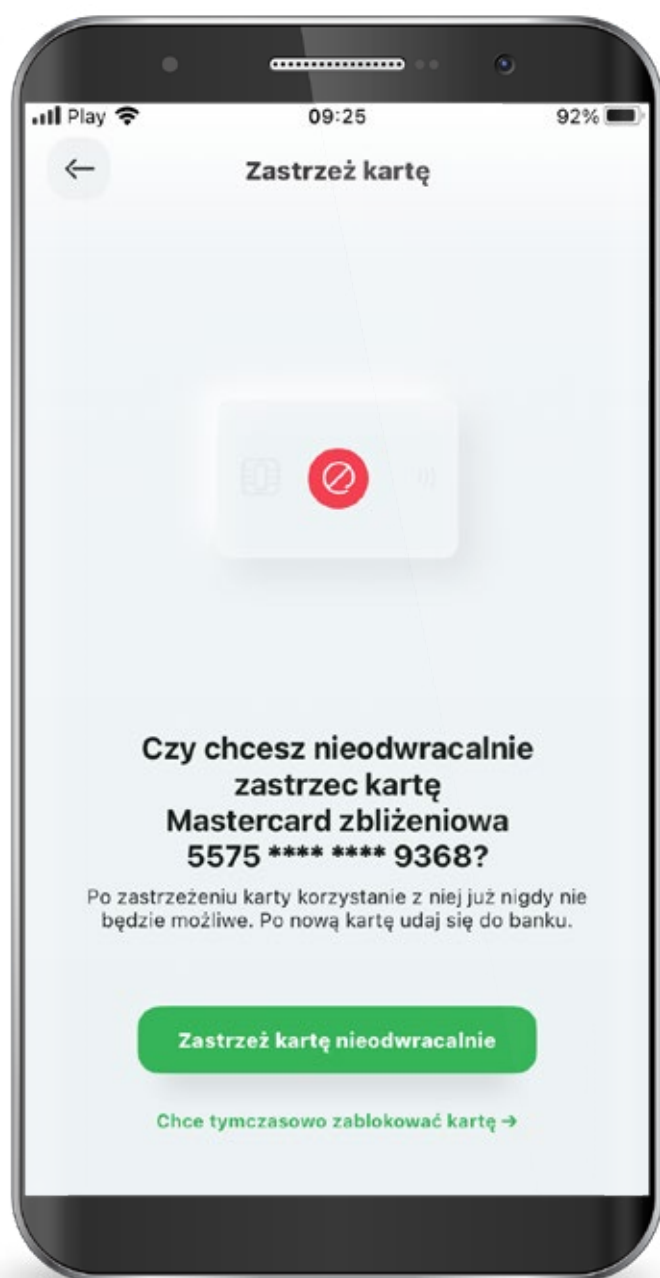 Play 09:25 92%
Zastrzeż kartę
Czy chcesz nieodwracalnie
zastrzec kartę
Mastercard zbliżeniowa
5575 **** **** 9368?
Po zastrzeżeniu karty korzystanie z niej już nigdy nie
będzie możliwe. Po nową kartę udaj się do banku.
Zastrzeż kartę nieodwracalnie
Chce tymczasowo zablokować kartę →